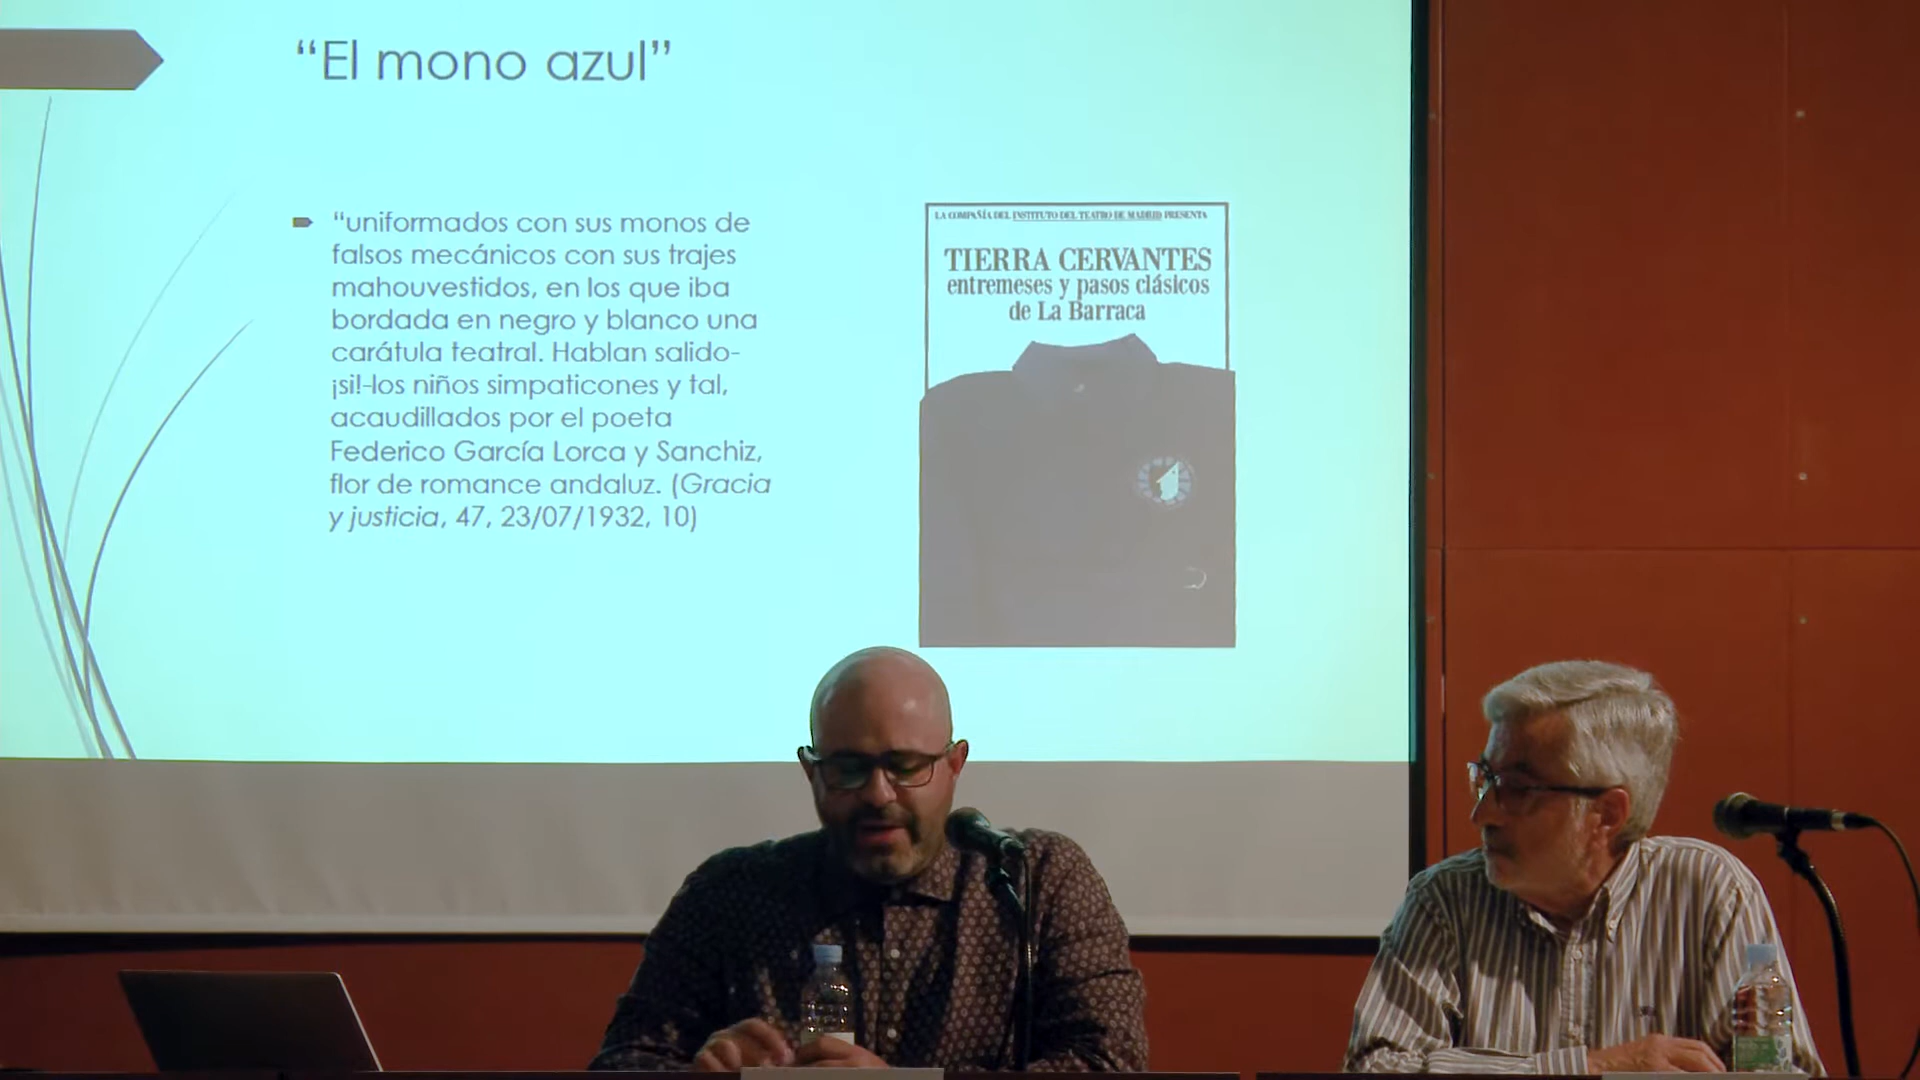 “El mono azul”
“uniformados con sus monos de
falsos mecánicos con sus trajes
mahouvestidos, en los que iba
bordada en negro y blanco una
carátula teatral. Hablan salido-
¡si!-los niños simpaticones y tal,
acaudillados por el poeta
Federico García Lorca y Sanchiz,
flor de romance andaluz. (Gracia
y justicia, 47, 23/07/1932, 10)
LA COMPAÑÍA DEL INSTITUTO DEL TEATRO DE MADRID PRESENTA
TIERRA CERVANTES
entremeses y pasos clásicos
de La Barraca